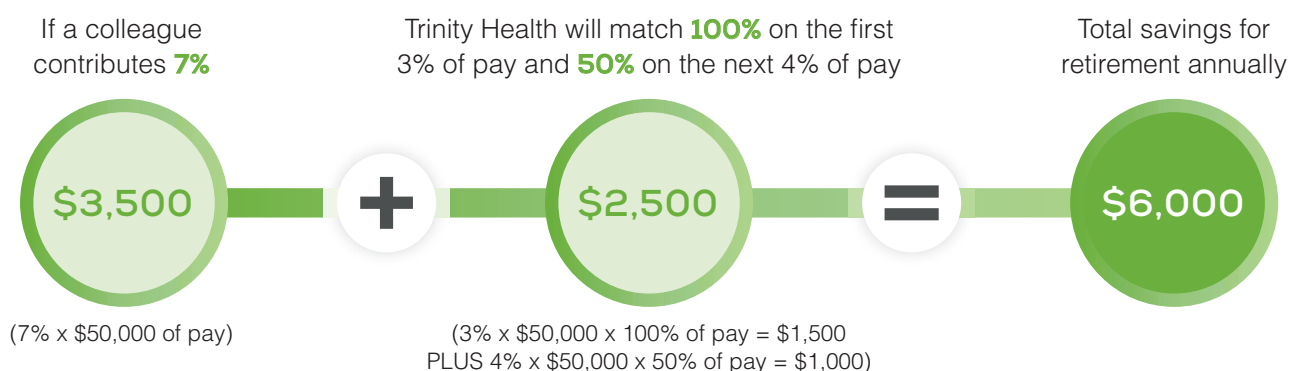 If a colleague
contributes 7%
Trinity Health will match 100% on the first
3% of pay and 50% on the next 4% of pay
Total savings for
retirement annually
$3,500
+
$2,500
=
$6,000
(7% x $50,000 of pay)
(3% x $50,000 x 100% of pay = $1,500
PLUS 4% x $50,000 x 50% of pay = $1,000)